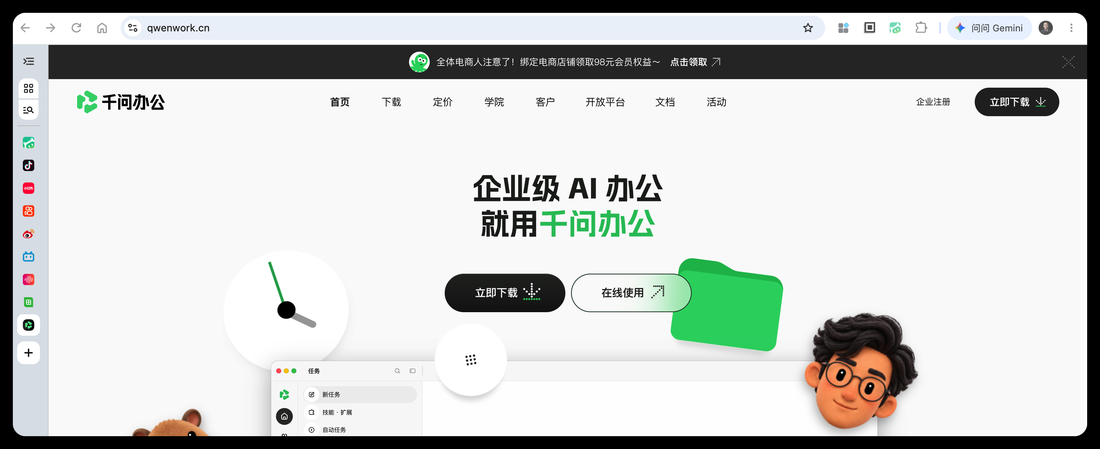 qwenwork.cn
问问 Gemini
全体电商人注意了！绑定电商店铺领取98元会员权益～ 点击领取
千问办公
首页 下载 定价 学院 客户 开放平台 文档 活动
企业注册
立即下载
企业级 AI 办公
就用千问办公
立即下载
在线使用
任务
新任务
技能 · 扩展
自动任务